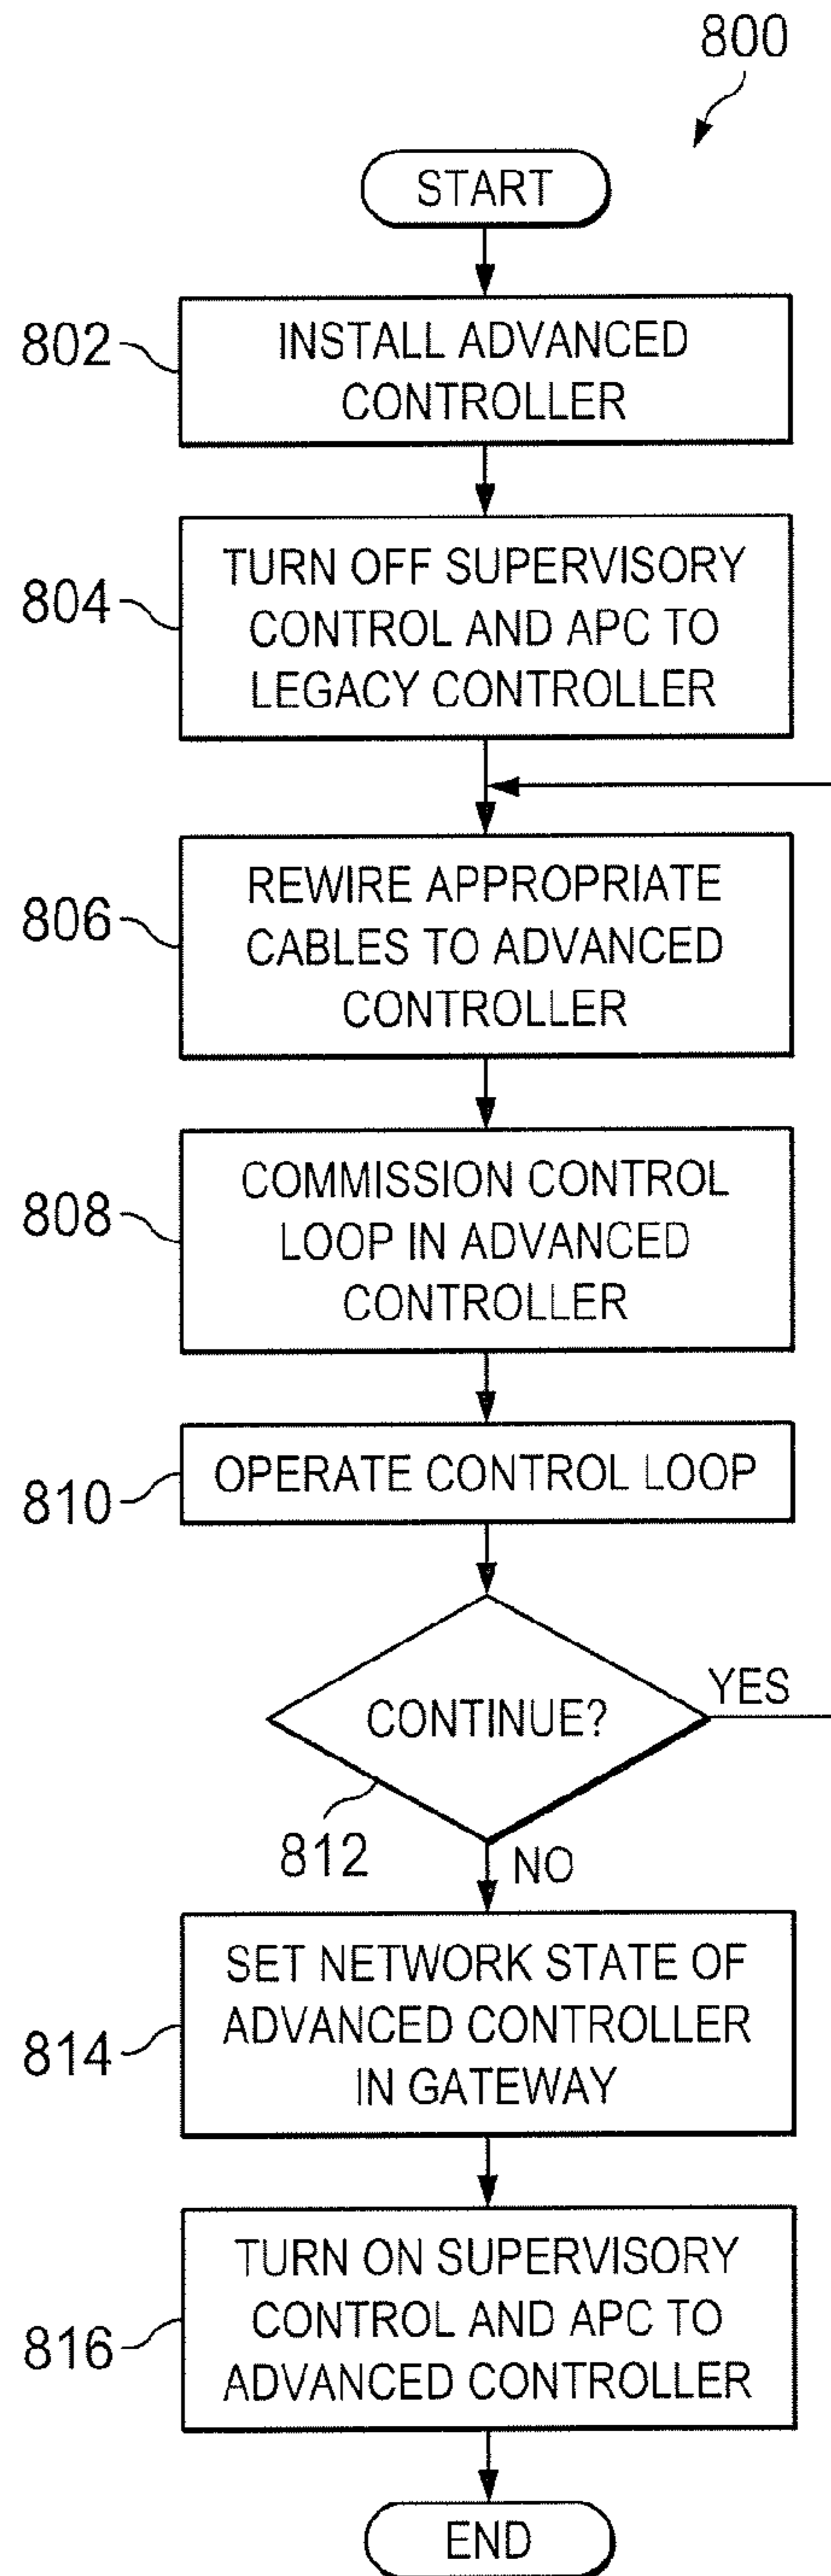 800
START
802
INSTALL ADVANCED
CONTROLLER
804
TURN OFF SUPERVISORY
CONTROL AND APC TO
LEGACY CONTROLLER
806
REWIRE APPROPRIATE
CABLES TO ADVANCED
CONTROLLER
808
COMMISSION CONTROL
LOOP IN ADVANCED
CONTROLLER
810
OPERATE CONTROL LOOP
CONTINUE?
YES
812
NO
814
SET NETWORK STATE OF
ADVANCED CONTROLLER
IN GATEWAY
816
TURN ON SUPERVISORY
CONTROL AND APC TO
ADVANCED CONTROLLER
END